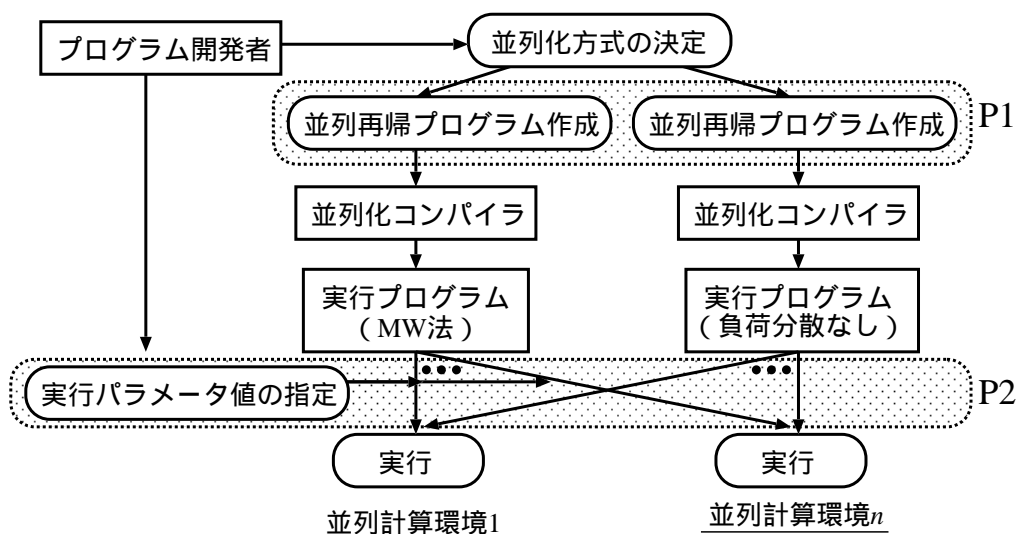 プログラム開発者
並列化方式の決定
並列再帰プログラム作成
並列再帰プログラム作成
P1
並列化コンパイラ
並列化コンパイラ
実行プログラム
（MW法）
実行プログラム
（負荷分散なし）
実行パラメータ値の指定
P2
実行
実行
並列計算環境1
並列計算環境n